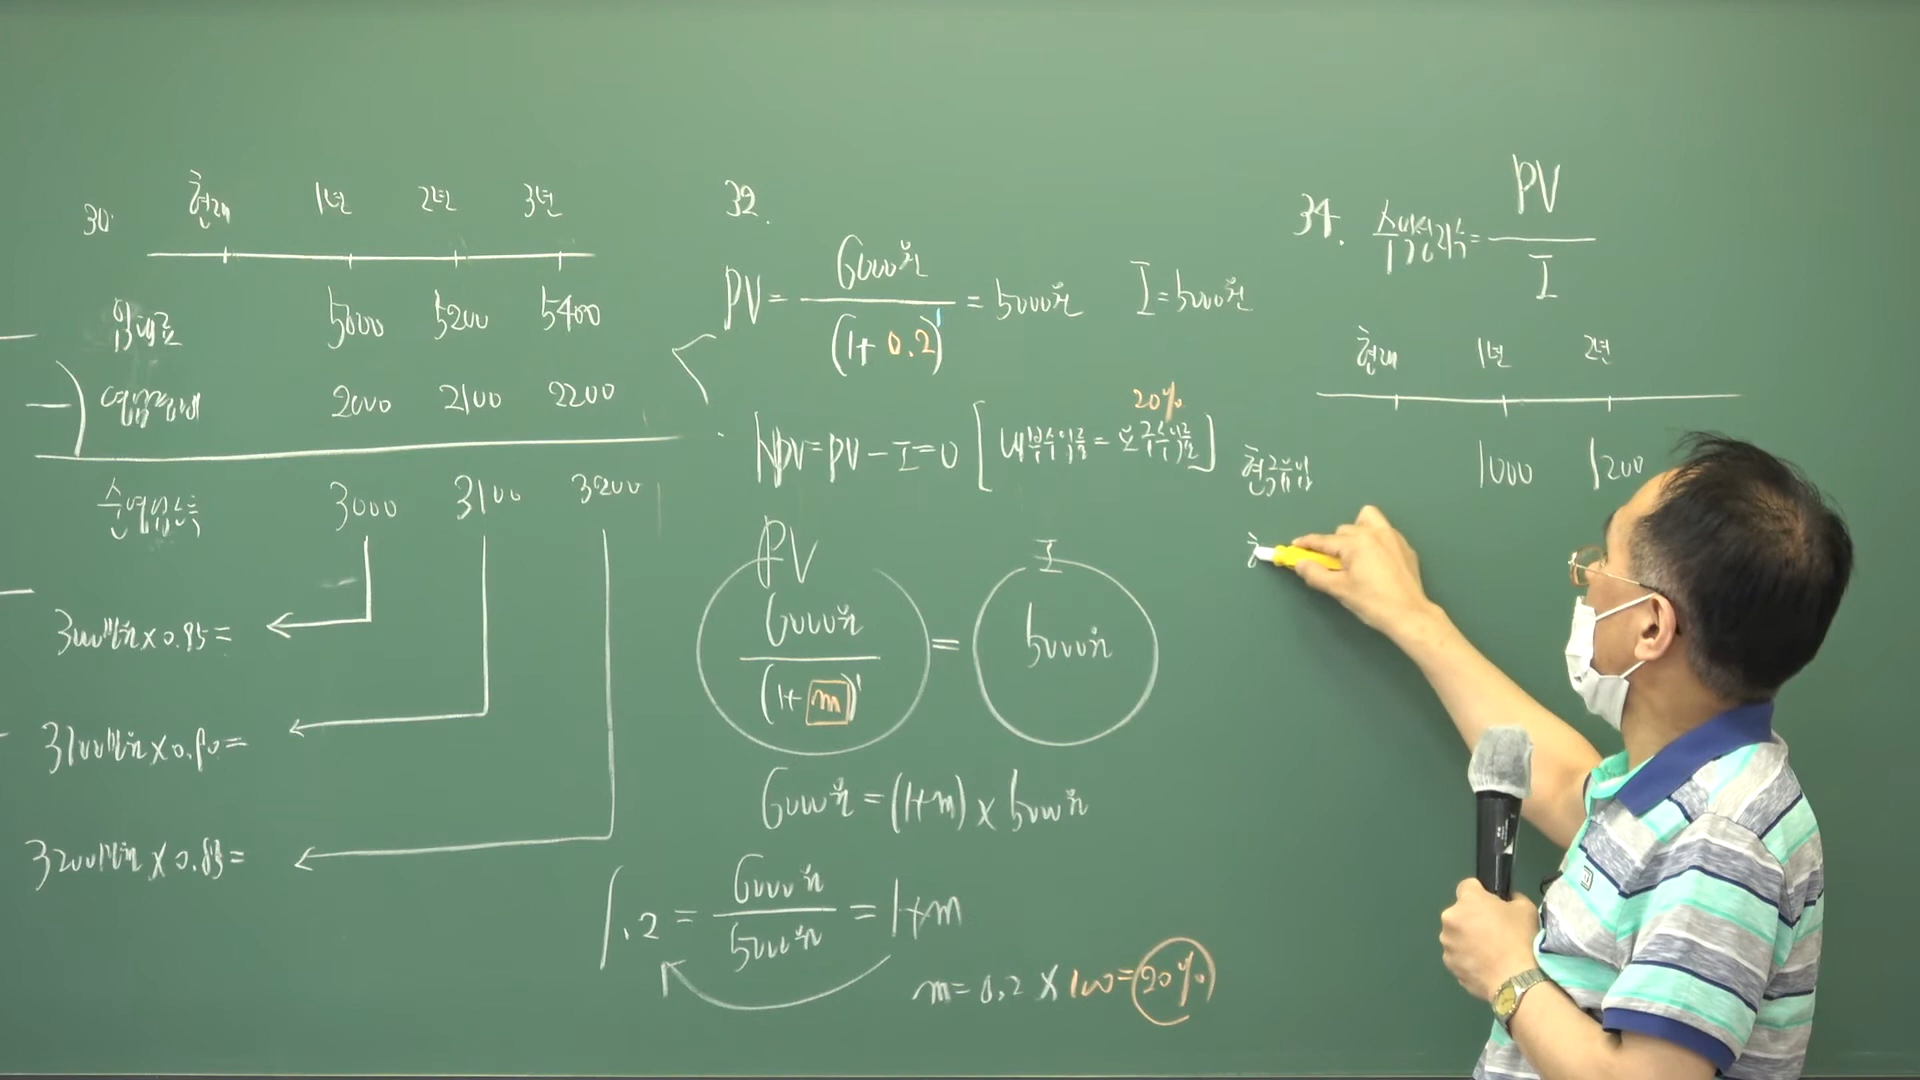 30. 현재 1년 2년 3년
임대료 5000 5200 5400
영업경비 2000 2100 2200
순영업소득 3000 3100 3200
3000만원 × 0.95 =
3100만원 × 0.90 =
3200만원 × 0.85 =
32.
PV = 6000원 / (1 + 0.2)¹ = 5000원 I = 5000원
20%
NPV = PV - I = 0 [내부수익률 = 요구수익률]
PV I
6000원 / (1 + m)¹ = 5000원
6000원 = (1+m) × 5000원
1.2 = 6000원 / 5000원 = 1+m
m = 0.2 × 100 = 20%
34. 수익성지수 = PV / I
현재 1년 2년
현금유입 1000 1200